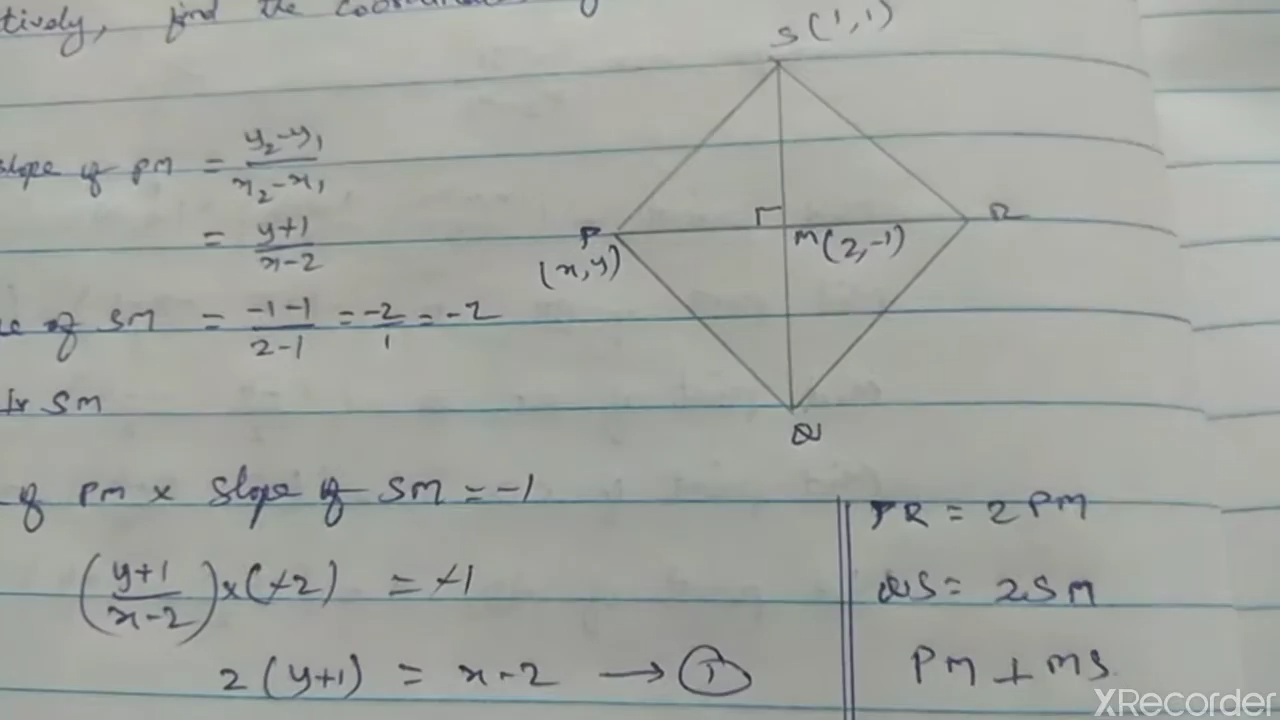 tively, find the
S(1,1)
slope of PM = y₂-y₁/x₂-x₁
= y+1/x-2
P
(x,y)
M(2,-1)
R
of SM = -1-1/2-1 = -2/1 = -2
SM
Q
of PM × slope of SM = -1
(y+1/x-2)×(-2) = -1
2(y+1) = x-2 → ①
PR = 2PM
QS = 2SM
PM ⊥ MS
XRecorder